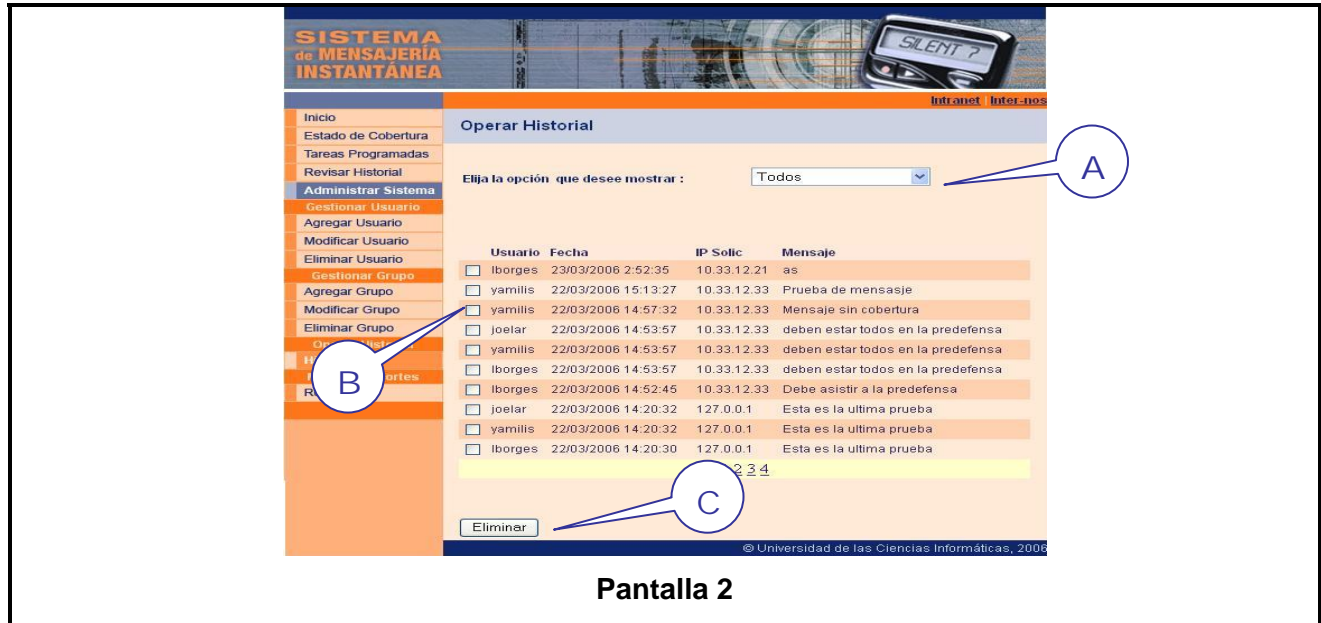 SISTEMA
de MENSAJERÍA
INSTANTÁNEA
SILENT ?
Intranet | Inter-nos
Inicio
Estado de Cobertura
Tareas Programadas
Revisar Historial
Administrar Sistema
Gestionar Usuario
Agregar Usuario
Modificar Usuario
Eliminar Usuario
Gestionar Grupo
Agregar Grupo
Modificar Grupo
Eliminar Grupo
Operar Historial
Elija la opción que desee mostrar :
Todos
A
Usuario Fecha IP Solic Mensaje
lborges 23/03/2006 2:52:35 10.33.12.21 as
yamilis 22/03/2006 15:13:27 10.33.12.33 Prueba de mensasje
yamilis 22/03/2006 14:57:32 10.33.12.33 Mensaje sin cobertura
joelar 22/03/2006 14:53:57 10.33.12.33 deben estar todos en la predefensa
yamilis 22/03/2006 14:53:57 10.33.12.33 deben estar todos en la predefensa
lborges 22/03/2006 14:53:57 10.33.12.33 deben estar todos en la predefensa
lborges 22/03/2006 14:52:45 10.33.12.33 Debe asistir a la predefensa
joelar 22/03/2006 14:20:32 127.0.0.1 Esta es la ultima prueba
yamilis 22/03/2006 14:20:32 127.0.0.1 Esta es la ultima prueba
lborges 22/03/2006 14:20:30 127.0.0.1 Esta es la ultima prueba
2 3 4
B
C
Eliminar
© Universidad de las Ciencias Informáticas, 2006
Pantalla 2